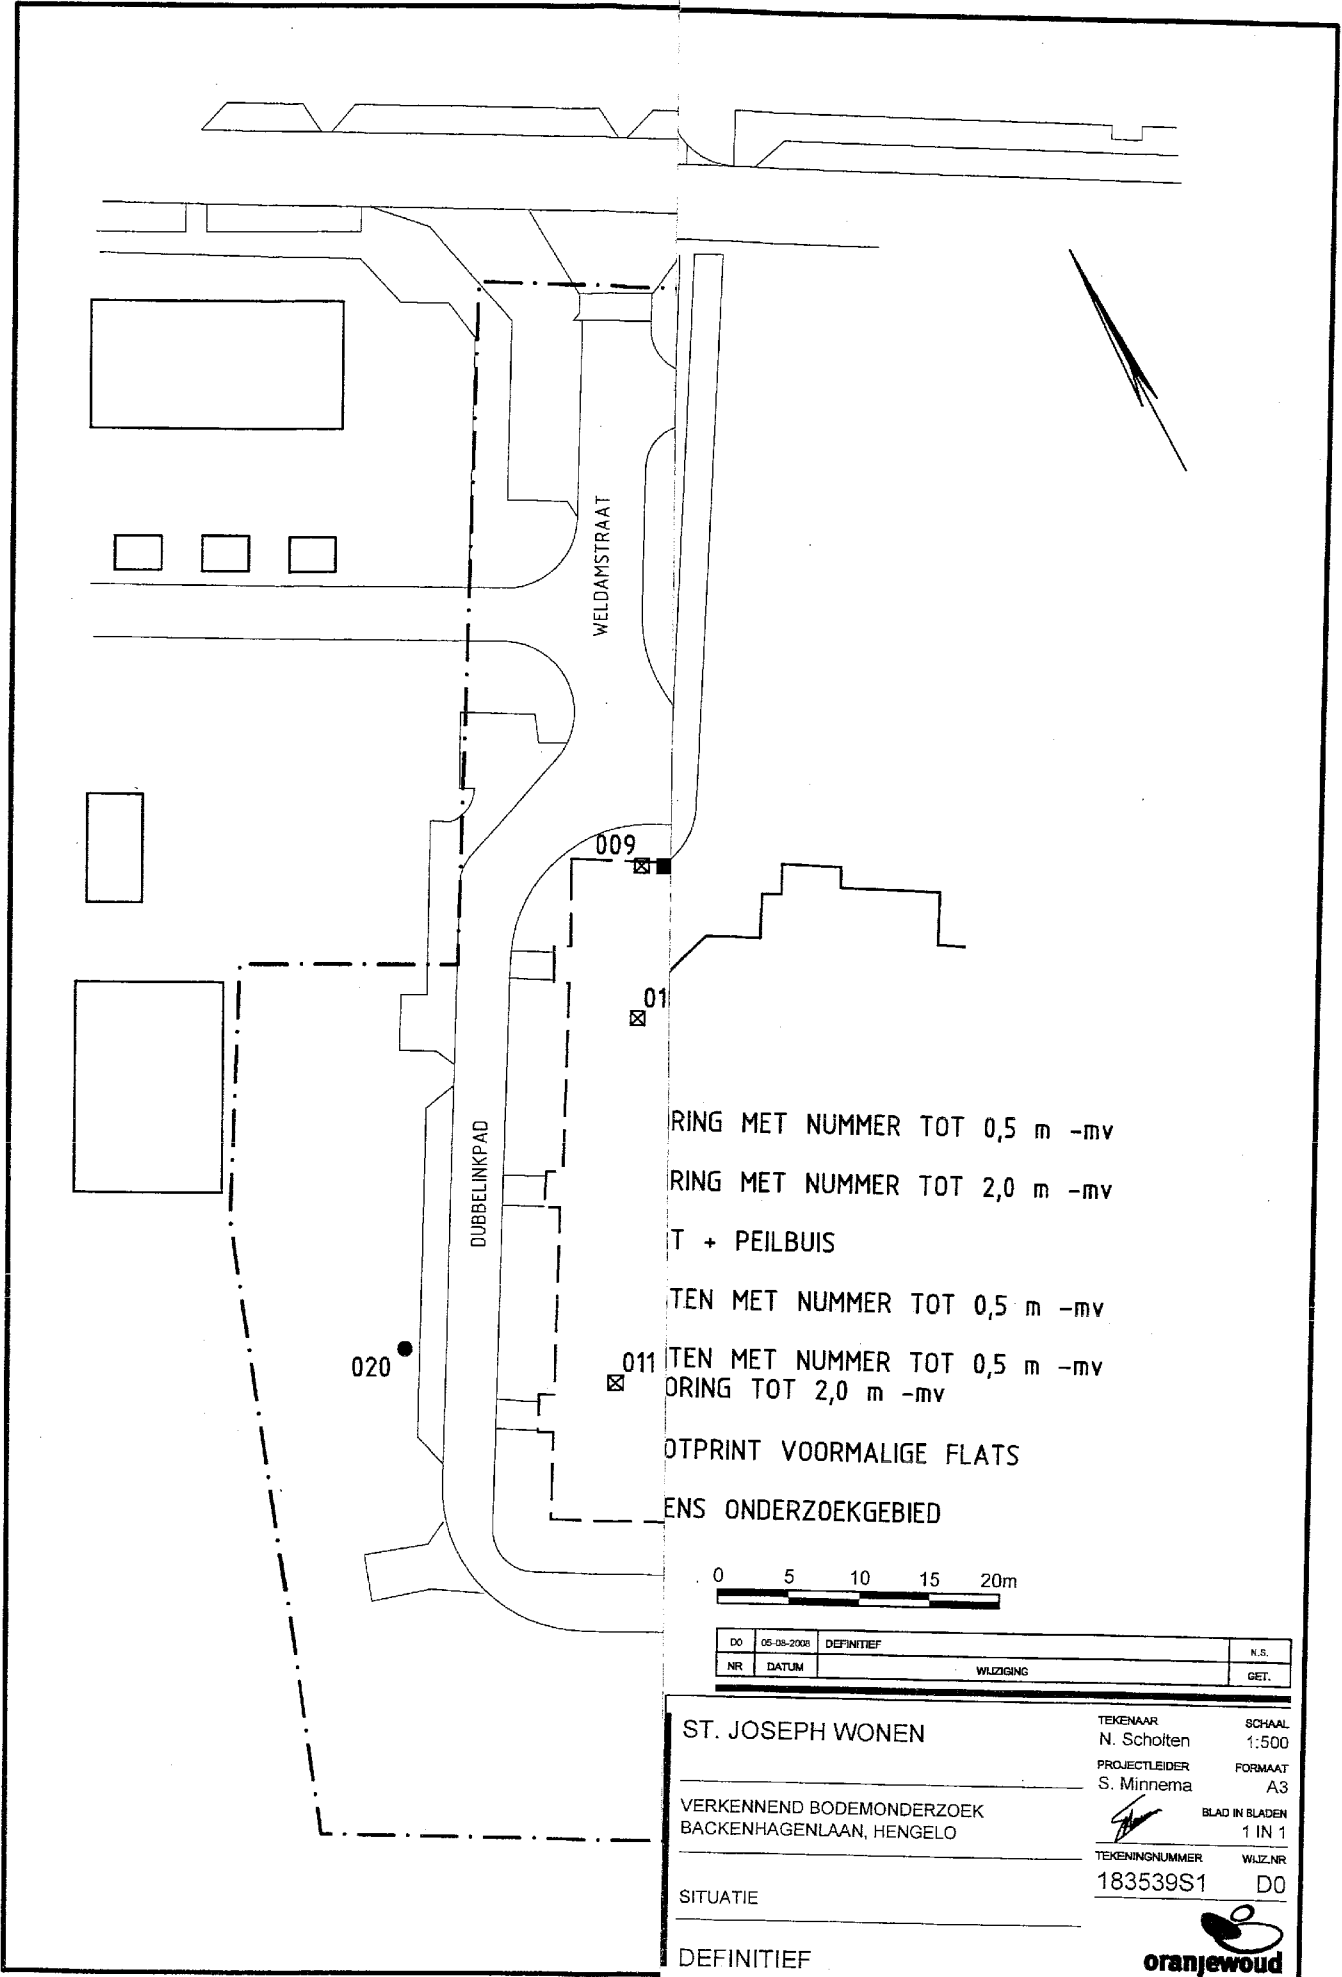 WELDAMSTRAAT
009
01
DUBBELINKPAD
020
011
RING MET NUMMER TOT 0,5 m -mv
RING MET NUMMER TOT 2,0 m -mv
T + PEILBUIS
TEN MET NUMMER TOT 0,5 m -mv
TEN MET NUMMER TOT 0,5 m -mv
ORING TOT 2,0 m -mv
OTPRINT VOORMALIGE FLATS
ENS ONDERZOEKGEBIED
0 5 10 15 20m
D0 05-08-2008 DEFINITIEF N.S.
NR DATUM WIJZIGING GET.
ST. JOSEPH WONEN
VERKENNEND BODEMONDERZOEK
BACKENHAGENLAAN, HENGELO
SITUATIE
DEFINITIEF
TEKENAAR SCHAAL
N. Scholten 1:500
PROJECTLEIDER FORMAAT
S. Minnema A3
BLAD IN BLADEN
1 IN 1
TEKENINGNUMMER WIJZ.NR
183539S1 D0
oranjewoud